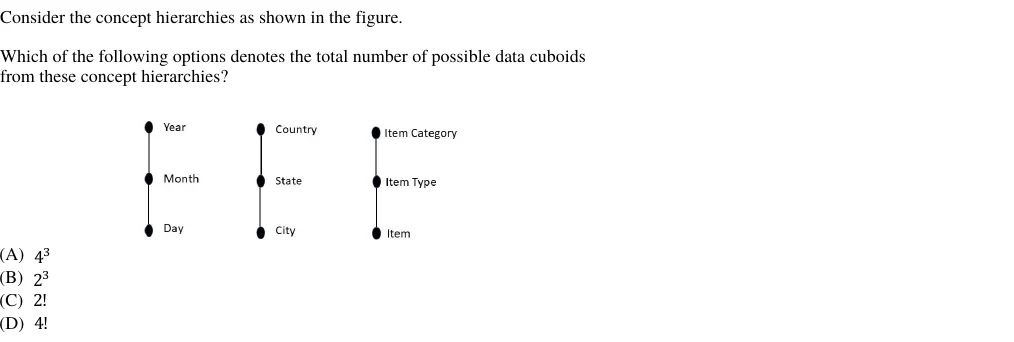 Consider the concept hierarchies as shown in the figure.
Which of the following options denotes the total number of possible data cuboids
from these concept hierarchies?
Year Country Item Category
Month State Item Type
Day City Item
(A) 4³
(B) 2³
(C) 2!
(D) 4!